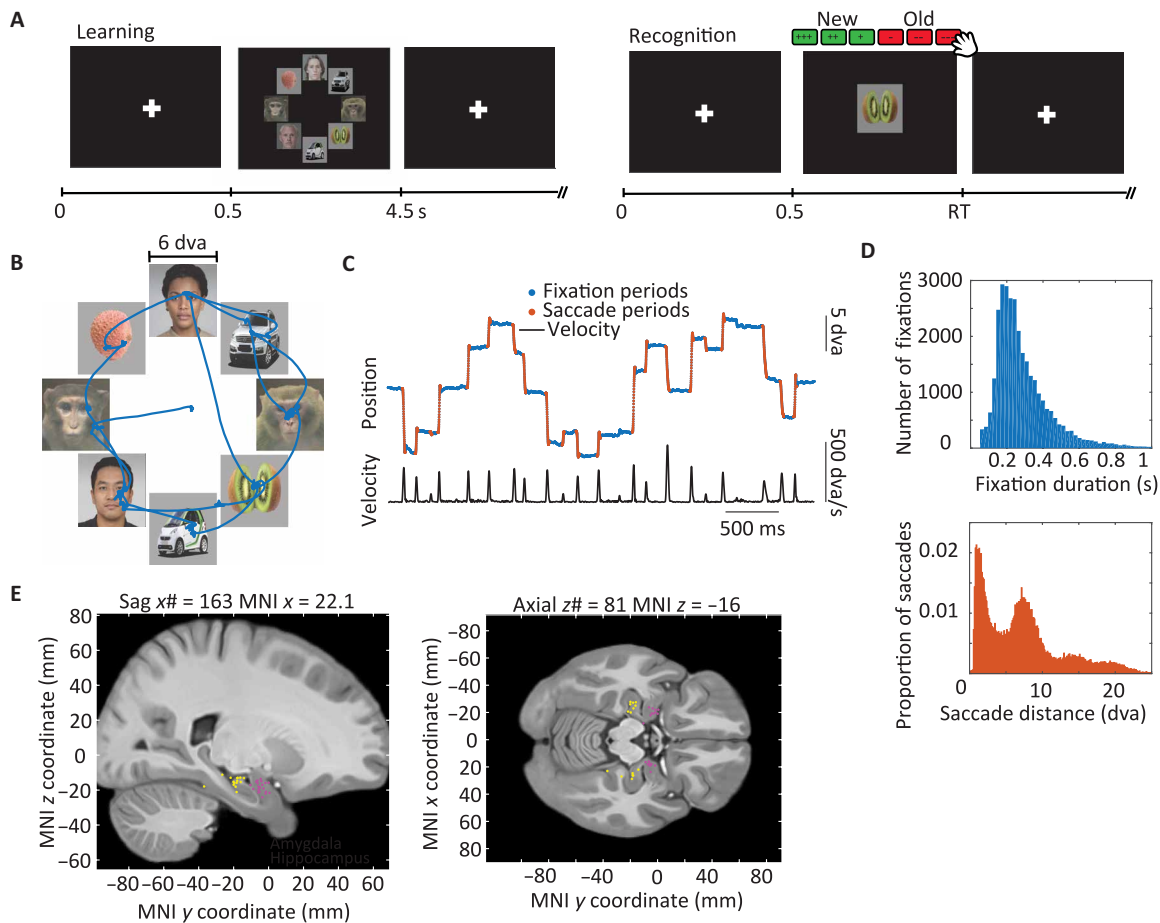 A
Learning
0
0.5
4.5 s
Recognition
New Old
+++ ++ + - -- ---
0
0.5
RT
B
6 dva
C
Fixation periods
Saccade periods
Velocity
Position
5 dva
Velocity
500 dva/s
500 ms
D
Number of fixations
3000
2000
1000
0
0.2 0.4 0.6 0.8 1
Fixation duration (s)
Proportion of saccades
0.02
0.01
0 10 20
Saccade distance (dva)
E
Sag x# = 163 MNI x = 22.1
MNI z coordinate (mm)
80
60
40
20
0
−20
−40
−60
Amygdala
Hippocampus
−80 −60 −40 −20 0 20 40 60
MNI y coordinate (mm)
Axial z# = 81 MNI z = −16
MNI x coordinate (mm)
−80
−60
−40
−20
0
20
40
60
80
−80 −40 0 40 80
MNI y coordinate (mm)